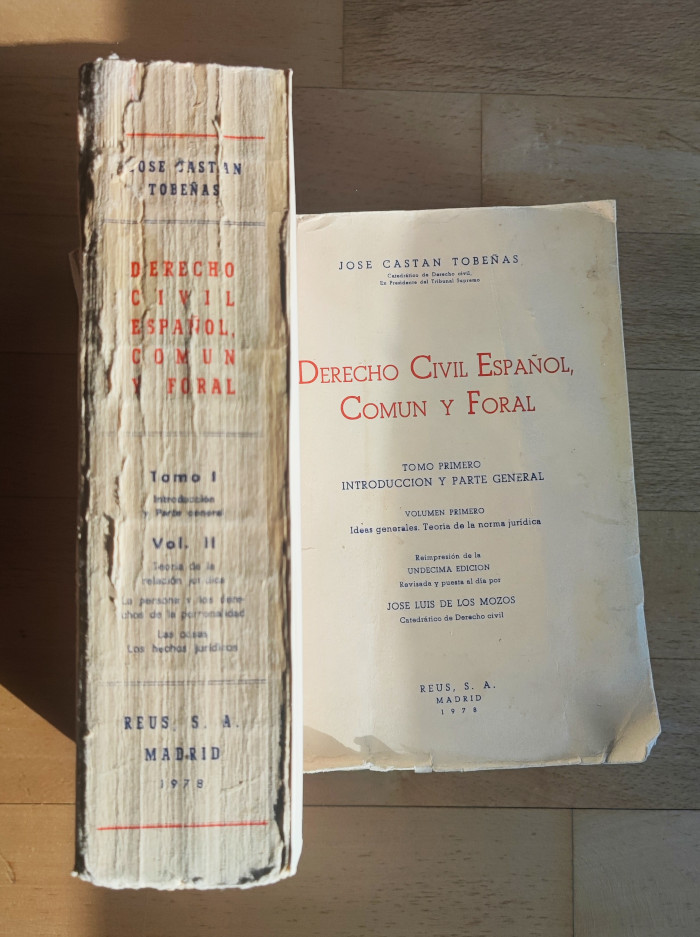 JOSE CASTAN
TOBEÑAS
DERECHO
CIVIL
ESPAÑOL,
COMUN
Y FORAL
Tomo I
Introducción
y Parte general
Vol. II
Teoría de la
relación jurídica
La persona y los dere-
chos de la personalidad
Las cosas
Los hechos jurídicos
REUS, S. A.
MADRID
1978
JOSE CASTAN TOBEÑAS
Catedrático de Derecho civil,
Ex Presidente del Tribunal Supremo
DERECHO CIVIL ESPAÑOL,
COMUN Y FORAL
TOMO PRIMERO
INTRODUCCION Y PARTE GENERAL
VOLUMEN PRIMERO
Ideas generales. Teoría de la norma jurídica
Reimpresión de la
UNDECIMA EDICION
Revisada y puesta al día por
JOSE LUIS DE LOS MOZOS
Catedrático de Derecho civil
REUS, S. A.
MADRID
1978